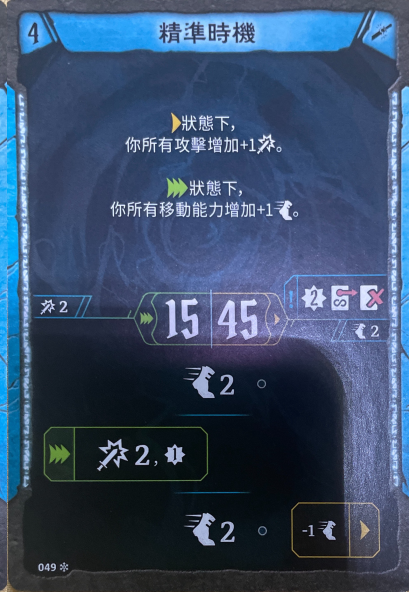 4 精準時機
狀態下,
你所有攻擊增加+1。
狀態下,
你所有移動能力增加+1。
2
15 45
2
2
2
2, 1
2
-1
049